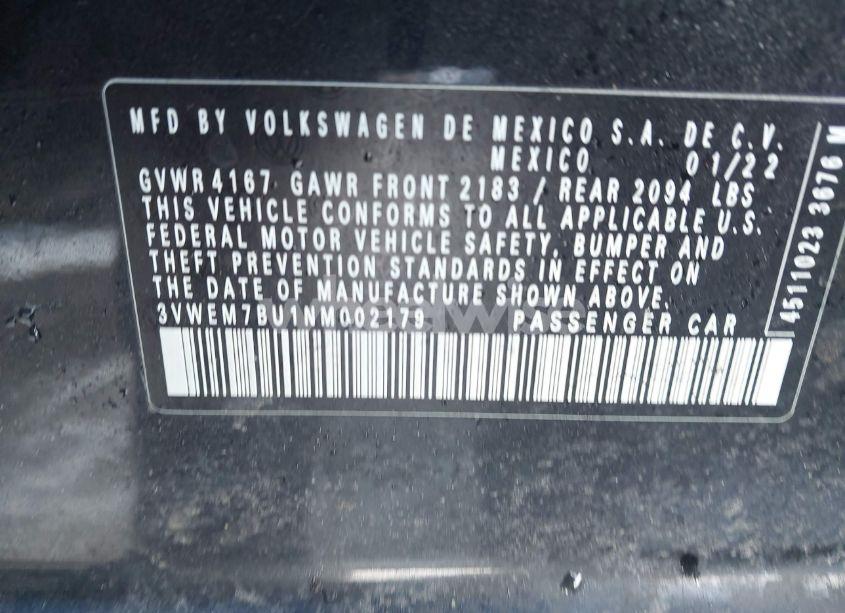 MFD BY VOLKSWAGEN DE MEXICO S.A. DE C.V.
MEXICO 01/22
GVWR 4167 GAWR FRONT 2183 / REAR 2094 LBS
THIS VEHICLE CONFORMS TO ALL APPLICABLE U.S.
FEDERAL MOTOR VEHICLE SAFETY, BUMPER AND
THEFT PREVENTION STANDARDS IN EFFECT ON
THE DATE OF MANUFACTURE SHOWN ABOVE.
3VWEM7BU1NM002179 PASSENGER CAR
4511023 3676 M